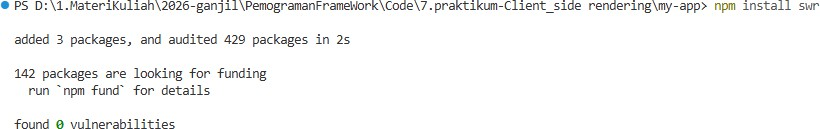 PS D:\1.MateriKuliah\2026-ganjil\PemogramanFrameWork\Code\7.praktikum-Client_side rendering\my-app> npm install swr
added 3 packages, and audited 429 packages in 2s
142 packages are looking for funding
run `npm fund` for details
found 0 vulnerabilities